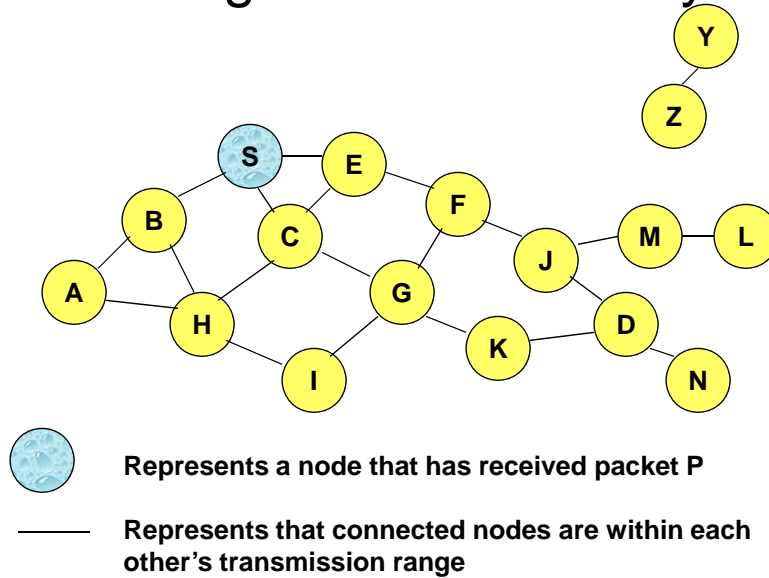 Y
Z
S
E
B
C
F
M
L
J
A
H
G
D
K
I
N
Represents a node that has received packet P
Represents that connected nodes are within each
other's transmission range